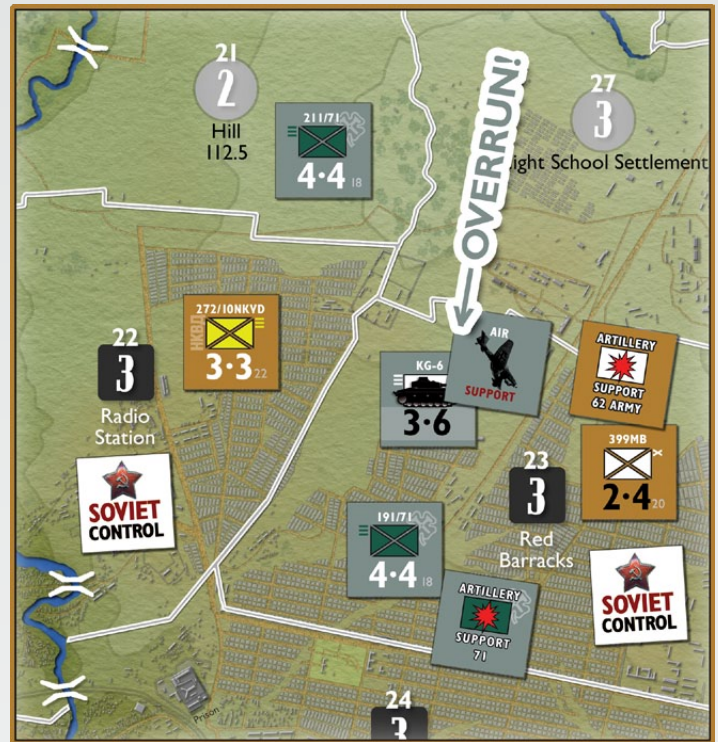 21
2
Hill
112.5
211/71
4-4 18
OVERRUN!
27
3
ight School Settlement
272/10NKVD
НКВД
3-3 22
22
3
Radio
Station
SOVIET
CONTROL
KG-6
3-6
AIR
SUPPORT
ARTILLERY
SUPPORT
62 ARMY
399MB
2-4 20
23
3
Red
Barracks
191/71
4-4 18
ARTILLERY
SUPPORT
71
SOVIET
CONTROL
Prison
24
3